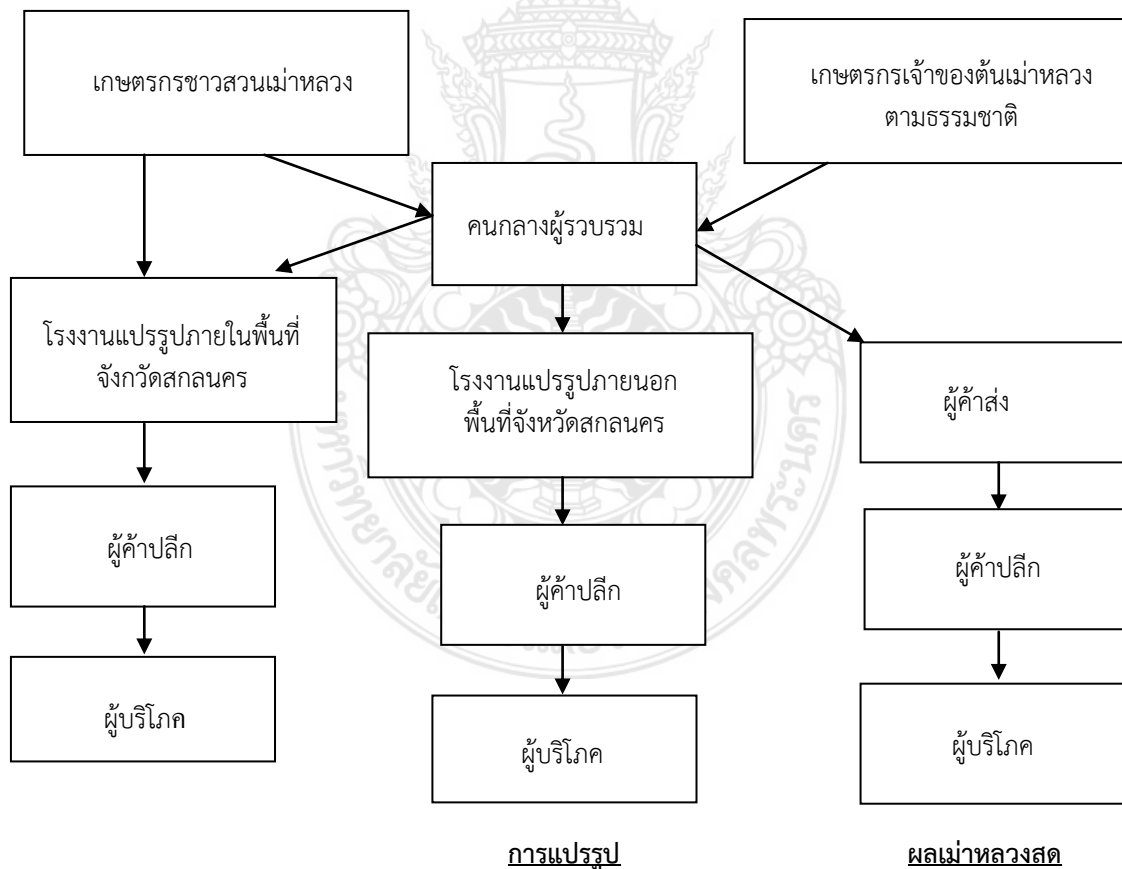 เกษตรกรชาวสวนเม่าหลวง
เกษตรกรเจ้าของต้นเม่าหลวง
ตามธรรมชาติ
คนกลางผู้รวบรวม
โรงงานแปรรูปภายในพื้นที่
จังกวัดสกลนคร
โรงงานแปรรูปภายนอก
พื้นที่จังหวัดสกลนคร
ผู้ค้าส่ง
ผู้ค้าปลีก
ผู้ค้าปลีก
ผู้ค้าปลีก
ผู้บริโภค
ผู้บริโภค
ผู้บริโภค
การแปรรูป
ผลเม่าหลวงสด